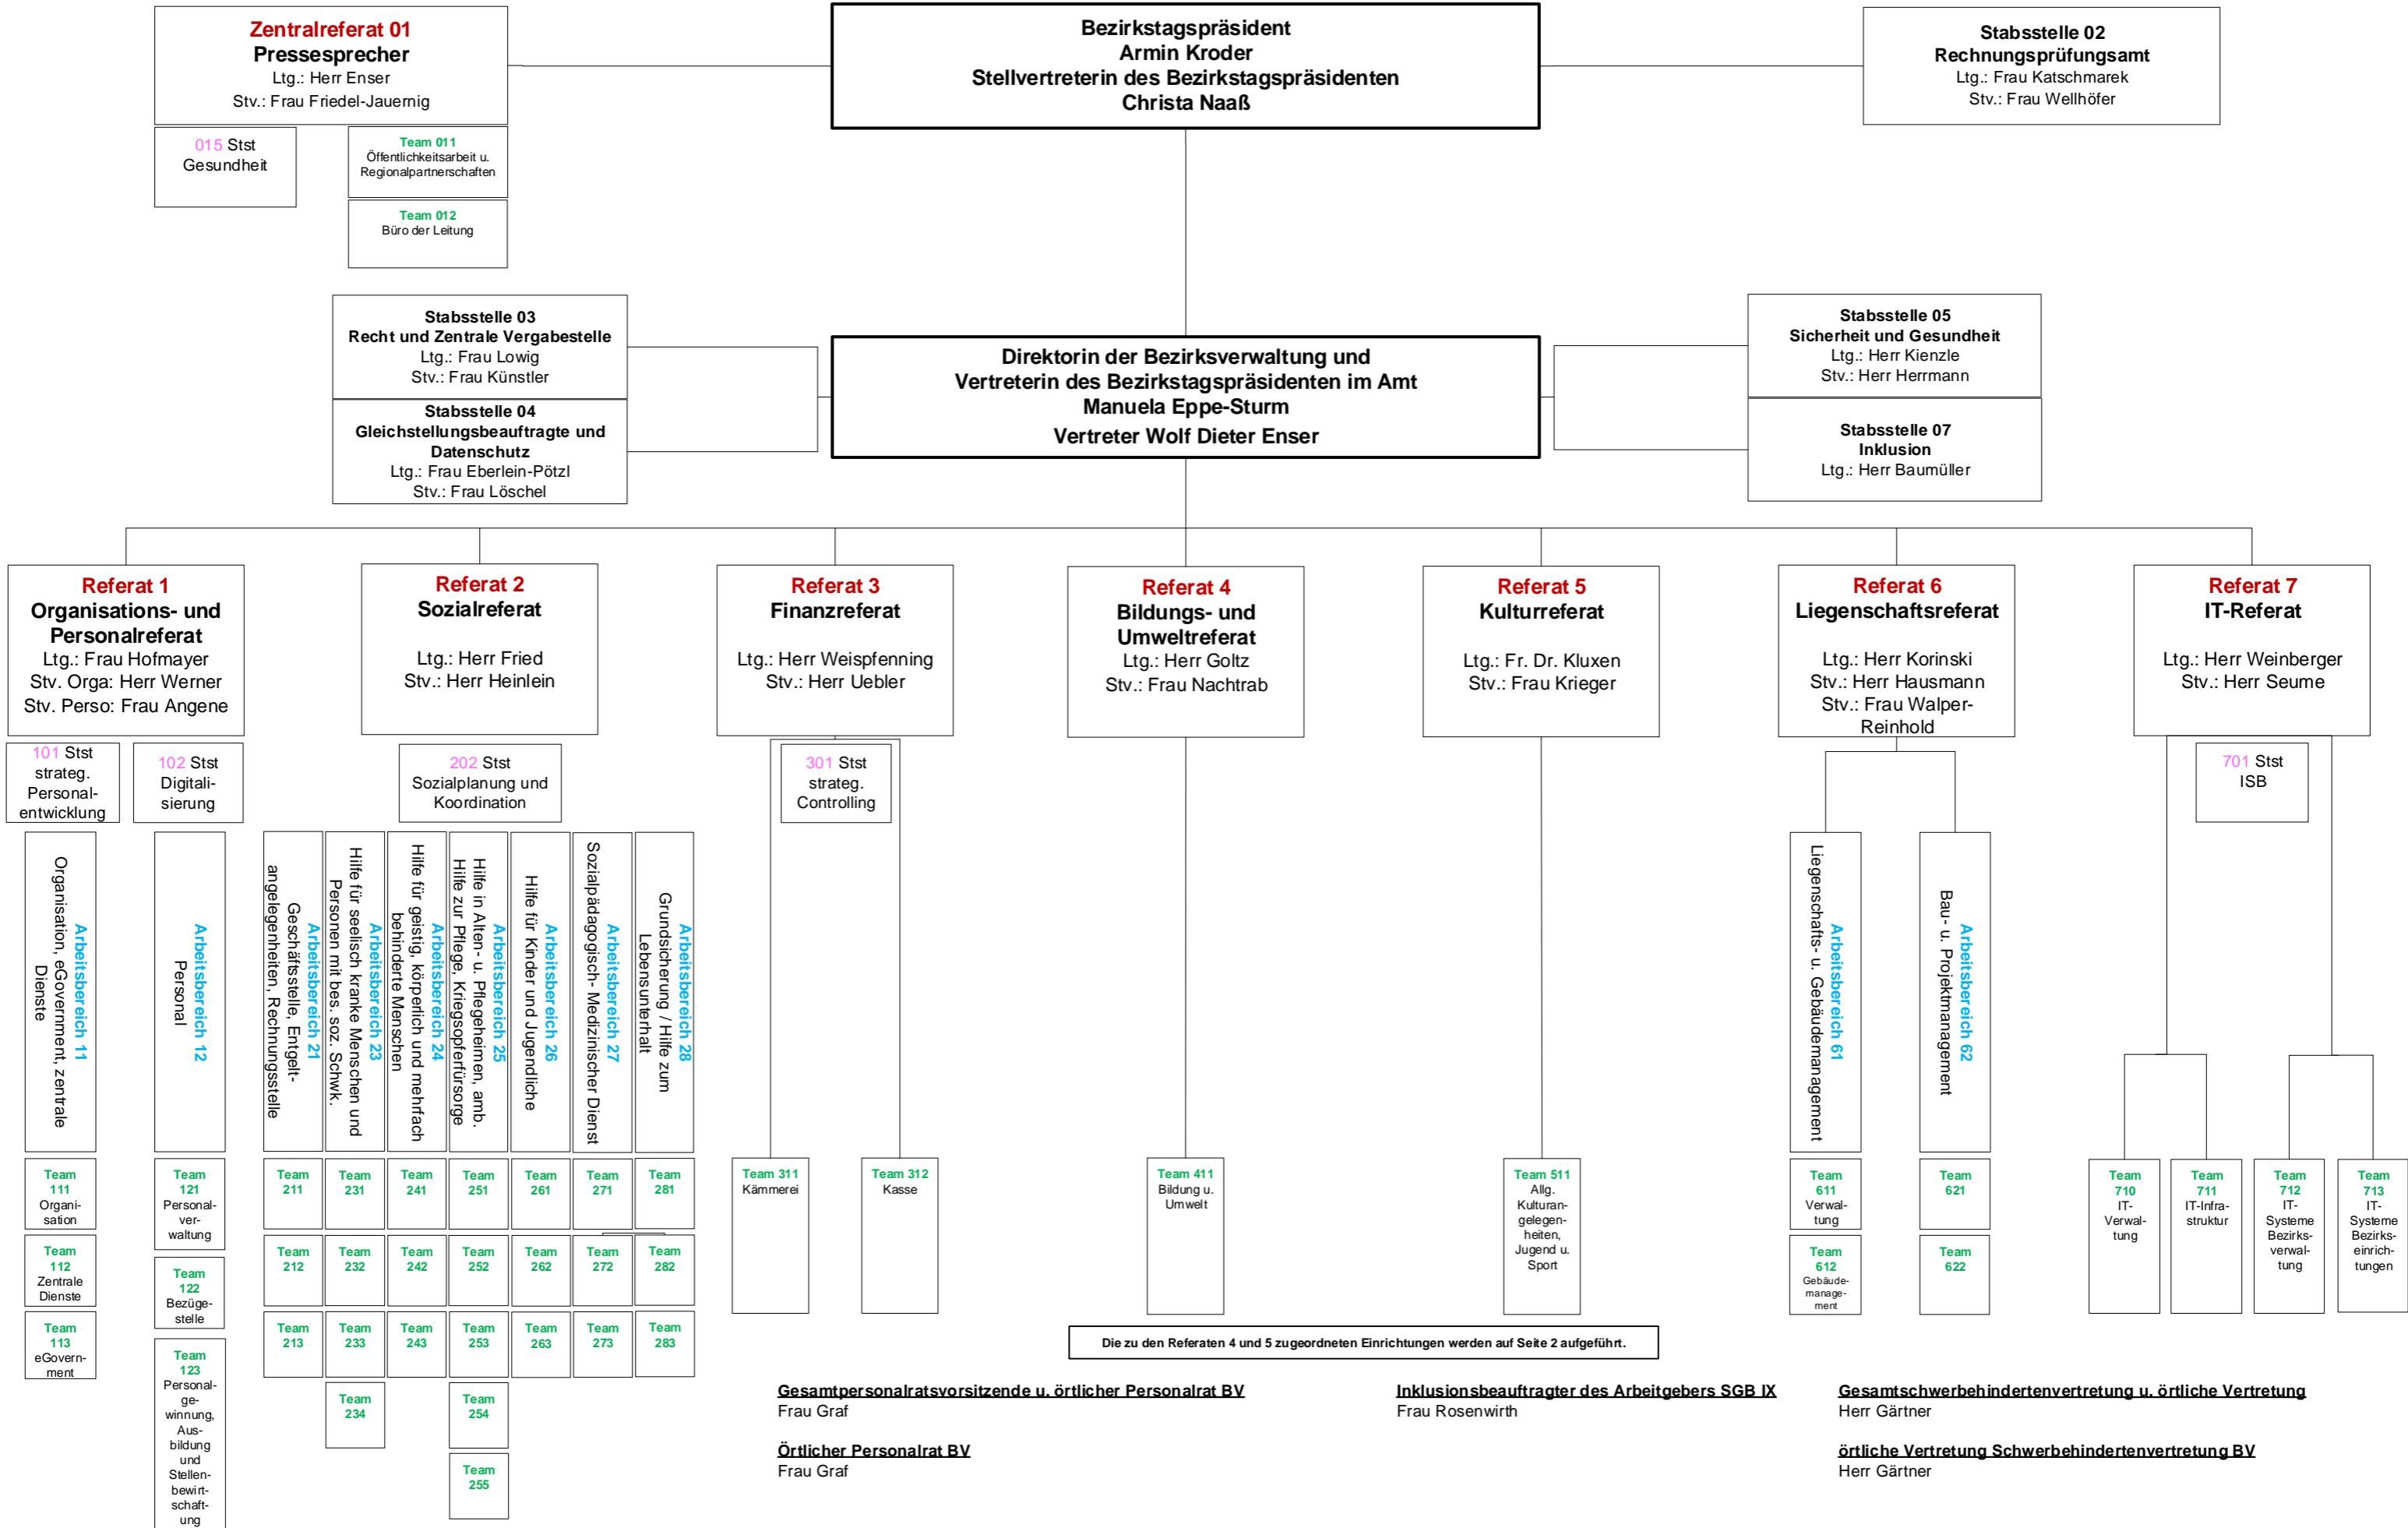 Zentralreferat 01
Pressesprecher
Ltg.: Herr Enser
Stv.: Frau Friedel-Jauernig
015 Stst
Gesundheit
Team 011
Öffentlichkeitsarbeit u.
Regionalpartnerschaften
Team 012
Büro der Leitung
Bezirkstagspräsident
Armin Kroder
Stellvertreterin des Bezirkstagspräsidenten
Christa Naaß
Stabsstelle 02
Rechnungsprüfungsamt
Ltg.: Frau Katschmarek
Stv.: Frau Wellhöfer
Stabsstelle 03
Recht und Zentrale Vergabestelle
Ltg.: Frau Lowig
Stv.: Frau Künstler
Stabsstelle 04
Gleichstellungsbeauftragte und
Datenschutz
Ltg.: Frau Eberlein-Pötzl
Stv.: Frau Löschel
Direktorin der Bezirksverwaltung und
Vertreterin des Bezirkstagspräsidenten im Amt
Manuela Eppe-Sturm
Vertreter Wolf Dieter Enser
Stabsstelle 05
Sicherheit und Gesundheit
Ltg.: Herr Kienzle
Stv.: Herr Herrmann
Stabsstelle 07
Inklusion
Ltg.: Herr Baumüller
Referat 1
Organisations- und
Personalreferat
Ltg.: Frau Hofmayer
Stv. Orga: Herr Werner
Stv. Perso: Frau Angene
Referat 2
Sozialreferat
Ltg.: Herr Fried
Stv.: Herr Heinlein
Referat 3
Finanzreferat
Ltg.: Herr Weispfenning
Stv.: Herr Uebler
Referat 4
Bildungs- und
Umweltreferat
Ltg.: Herr Goltz
Stv.: Frau Nachtrab
Referat 5
Kulturreferat
Ltg.: Fr. Dr. Kluxen
Stv.: Frau Krieger
Referat 6
Liegenschaftsreferat
Ltg.: Herr Korinski
Stv.: Herr Hausmann
Stv.: Frau Walper-
Reinhold
Referat 7
IT-Referat
Ltg.: Herr Weinberger
Stv.: Herr Seume
101 Stst
strateg.
Personal-
entwicklung
102 Stst
Digitali-
sierung
202 Stst
Sozialplanung und
Koordination
301 Stst
strateg.
Controlling
701 Stst
ISB
Arbeitsbereich 11
Organisation, eGovernment, zentrale
Dienste
Arbeitsbereich 12
Personal
Arbeitsbereich 21
Geschäftsstelle, Entgelt-
angelegenheiten, Rechnungsstelle
Arbeitsbereich 23
Hilfe für seelisch kranke Menschen und
Personen mit bes. soz. Schwk.
Arbeitsbereich 24
Hilfe für geistig, körperlich und mehrfach
behinderte Menschen
Arbeitsbereich 25
Hilfe in Alten- u. Pflegeheimen, amb.
Hilfe zur Pflege, Kriegsopferfürsorge
Arbeitsbereich 26
Hilfe für Kinder und Jugendliche
Arbeitsbereich 27
Sozialpädagogisch- Medizinischer Dienst
Arbeitsbereich 28
Grundsicherung / Hilfe zum
Lebensunterhalt
Arbeitsbereich 61
Liegenschafts- u. Gebäudemanagement
Arbeitsbereich 62
Bau- u. Projektmanagement
Team
111
Organi-
sation
Team
112
Zentrale
Dienste
Team
113
eGovern-
ment
Team
121
Personal-
ver-
waltung
Team
122
Bezüge-
stelle
Team
123
Personal-
ge-
winnung,
Aus-
bildung
und
Stellen-
bewirt-
schaft-
ung
Team
211
Team
212
Team
213
Team
231
Team
232
Team
233
Team
234
Team
241
Team
242
Team
243
Team
251
Team
252
Team
253
Team
254
Team
255
Team
261
Team
262
Team
263
Team
271
Team
272
Team
273
Team
281
Team
282
Team
283
Team 311
Kämmerei
Team 312
Kasse
Team 411
Bildung u.
Umwelt
Team 511
Allg.
Kulturan-
gelegen-
heiten,
Jugend u.
Sport
Team
611
Verwal-
tung
Team
612
Gebäude-
manage-
ment
Team
621
Team
622
Team
710
IT-
Verwal-
tung
Team
711
IT-Infra-
struktur
Team
712
IT-
Systeme
Bezirks-
verwal-
tung
Team
713
IT-
Systeme
Bezirks-
einrich-
tungen
Die zu den Referaten 4 und 5 zugeordneten Einrichtungen werden auf Seite 2 aufgeführt.
Gesamtpersonalratsvorsitzende u. örtlicher Personalrat BV
Frau Graf
Örtlicher Personalrat BV
Frau Graf
Inklusionsbeauftragter des Arbeitgebers SGB IX
Frau Rosenwirth
Gesamtschwerbehindertenvertretung u. örtliche Vertretung
Herr Gärtner
örtliche Vertretung Schwerbehindertenvertretung BV
Herr Gärtner